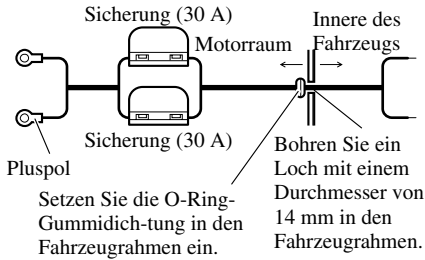 Sicherung (30 A)
Motorraum
Innere des
Fahrzeugs
Sicherung (30 A)
Pluspol
Setzen Sie die O-Ring-
Gummidich-tung in den
Fahrzeugrahmen ein.
Bohren Sie ein
Loch mit einem
Durchmesser von
14 mm in den
Fahrzeugrahmen.